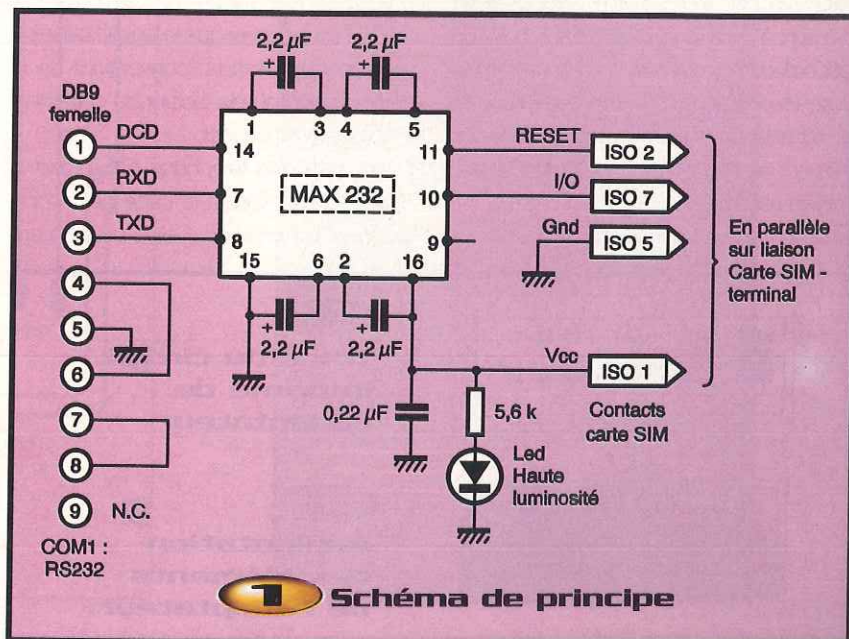 2,2 µF
2,2 µF
+
+
DB9
femelle
1
3
4
5
1
DCD
14
11
RESET
ISO 2
2
RXD
7
MAX 232
10
I/O
ISO 7
3
TXD
8
9
Gnd
ISO 5
En parallèle
sur liaison
Carte SIM -
terminal
4
15
6
2
16
5
+
+
2,2 µF
2,2 µF
6
Vcc
ISO 1
7
0,22 µF
5,6 k
Contacts
carte SIM
8
Led
Haute
luminosité
9
N.C.
COM1 :
RS232
1 Schéma de principe